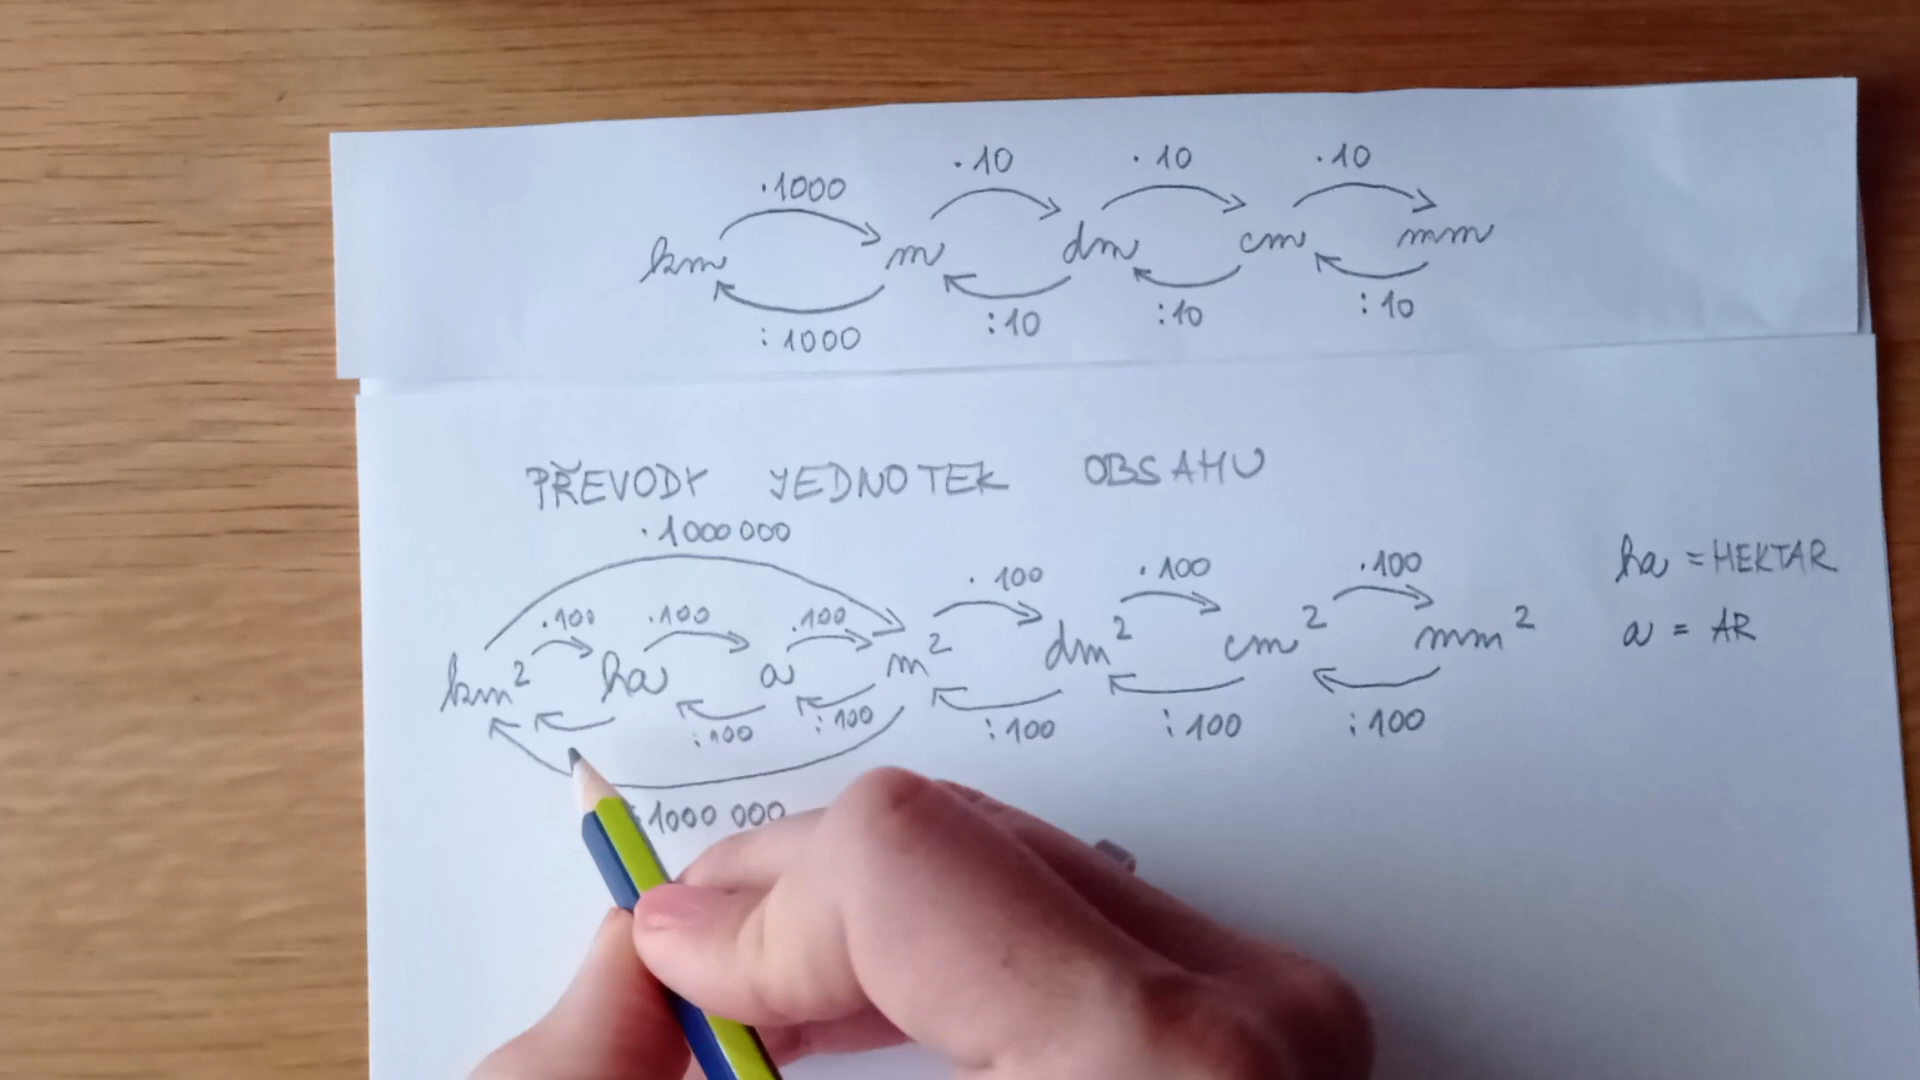 .1000 .10 .10 .10
km m dm cm mm
:1000 :10 :10 :10
PŘEVODY JEDNOTEK OBSAHU
.1000 000
.100 .100 .100 .100 .100 .100
km² ha a m² dm² cm² mm²
:100 :100 :100 :100 :100
:1000 000
ha = HEKTAR
a = AR